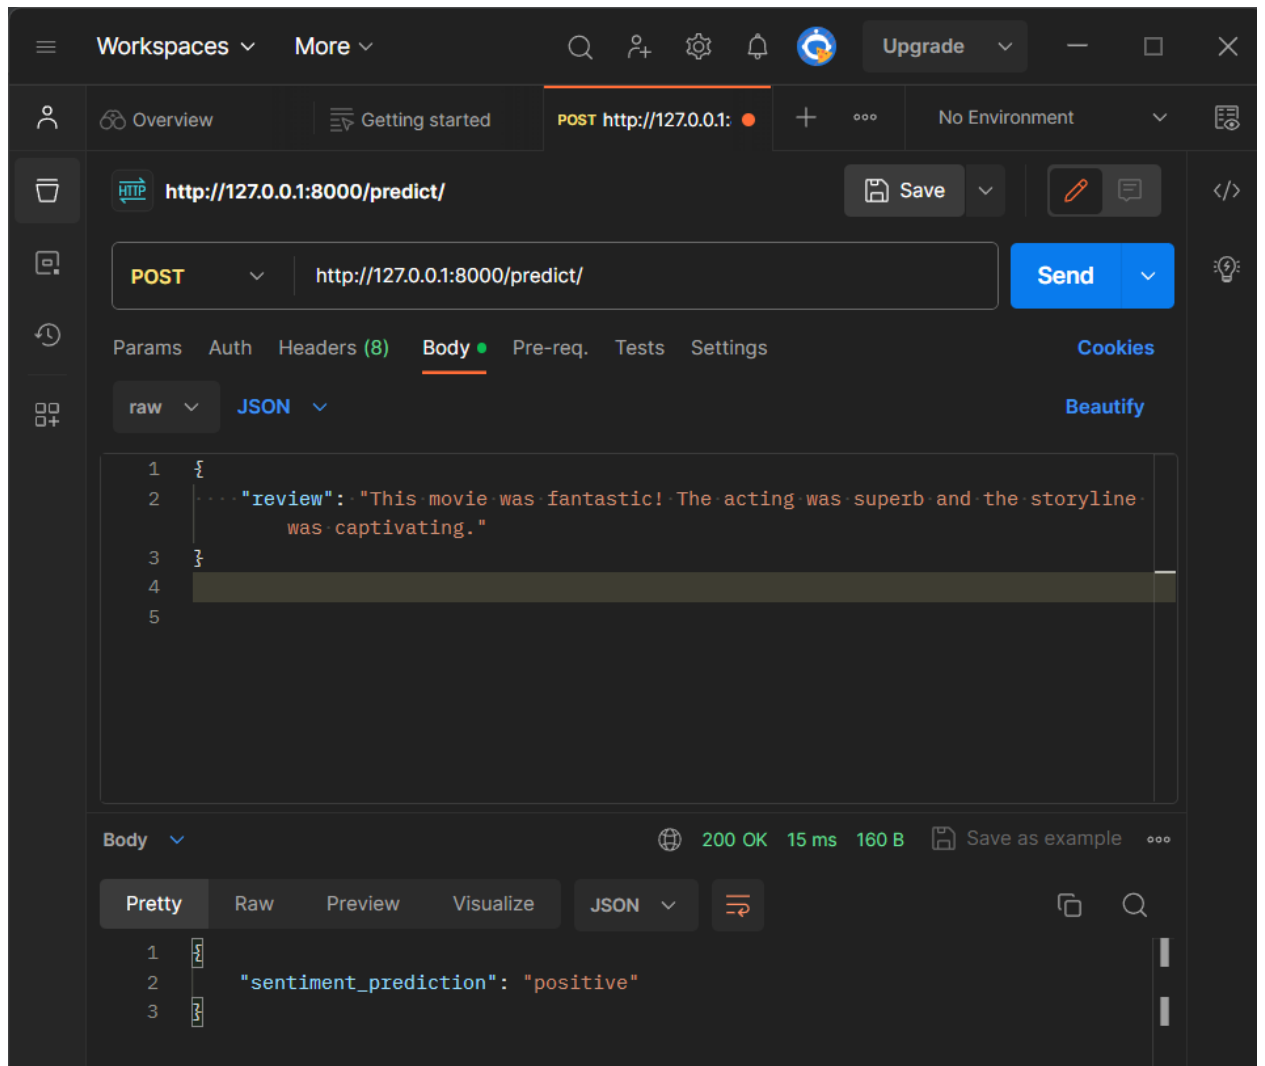 Workspaces More Upgrade
Overview Getting started POST http://127.0.0.1: No Environment
HTTP http://127.0.0.1:8000/predict/ Save </>
POST http://127.0.0.1:8000/predict/ Send
Params Auth Headers (8) Body Pre-req. Tests Settings Cookies
raw JSON Beautify
1 {
2 "review": "This movie was fantastic! The acting was superb and the storyline
was captivating."
3 }
4
5
Body 200 OK 15 ms 160 B Save as example
Pretty Raw Preview Visualize JSON
1 {
2 "sentiment_prediction": "positive"
3 }